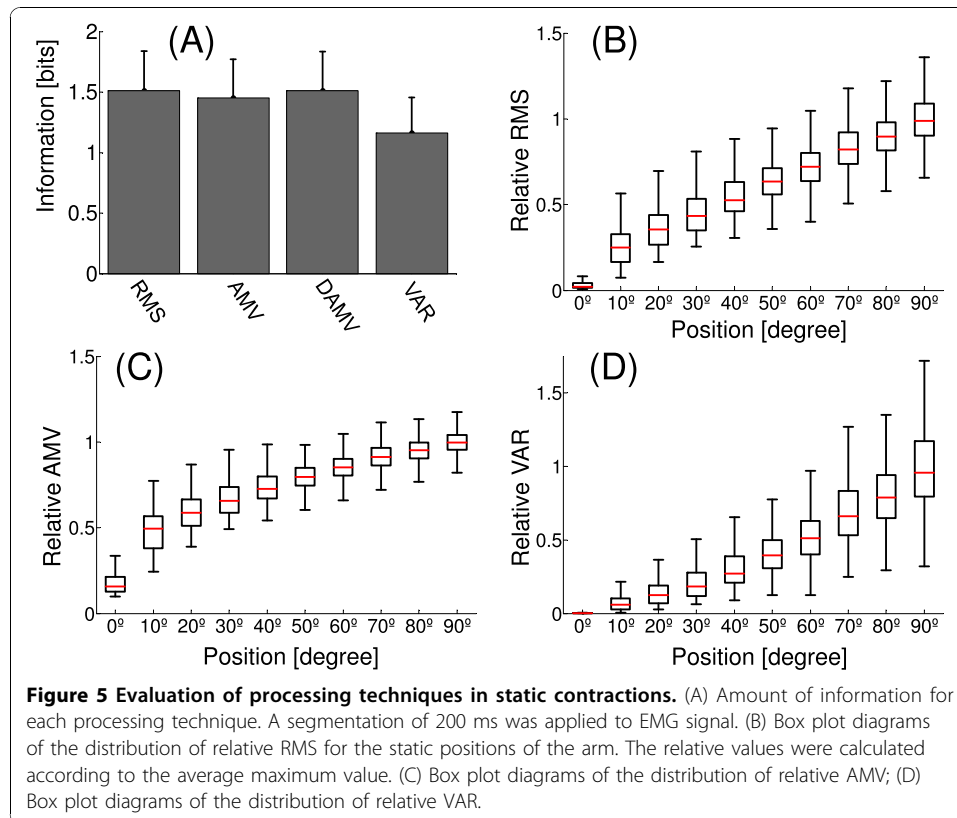 (A)
Information [bits]
2
1.5
1
0.5
0
RMS
AMV
DAMV
VAR
(B)
Relative RMS
1.5
1
0.5
0
0º 10º 20º 30º 40º 50º 60º 70º 80º 90º
Position [degree]
(C)
Relative AMV
1.5
1
0.5
0
0º 10º 20º 30º 40º 50º 60º 70º 80º 90º
Position [degree]
(D)
Relative VAR
1.5
1
0.5
0
0º 10º 20º 30º 40º 50º 60º 70º 80º 90º
Position [degree]
Figure 5 Evaluation of processing techniques in static contractions. (A) Amount of information for
each processing technique. A segmentation of 200 ms was applied to EMG signal. (B) Box plot diagrams
of the distribution of relative RMS for the static positions of the arm. The relative values were calculated
according to the average maximum value. (C) Box plot diagrams of the distribution of relative AMV; (D)
Box plot diagrams of the distribution of relative VAR.